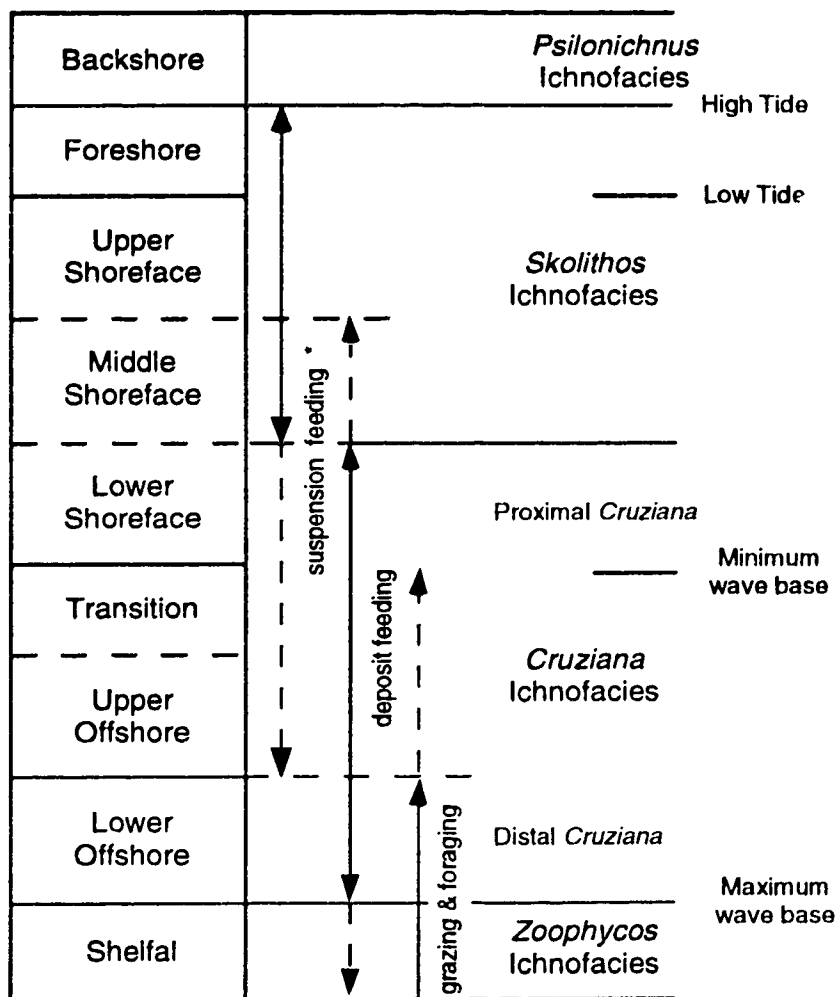 Backshore
Psilonichnus
Ichnofacies
High Tide
Foreshore
Low Tide
Upper
Shoreface
Skolithos
Ichnofacies
Middle
Shoreface
suspension feeding *
Lower
Shoreface
Proximal Cruziana
Minimum
wave base
Transition
deposit feeding
Cruziana
Ichnofacies
Upper
Offshore
Lower
Offshore
grazing & foraging
Distal Cruziana
Maximum
wave base
Shelfal
Zoophycos
Ichnofacies